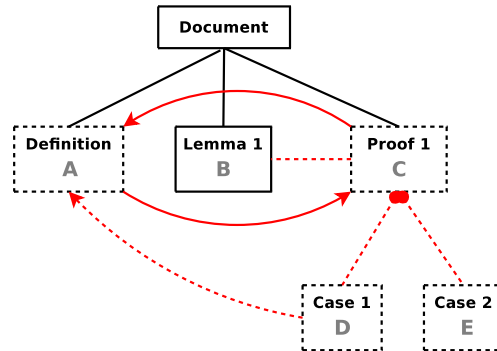 Document
Definition
A
Lemma 1
B
Proof 1
C
Case 1
D
Case 2
E